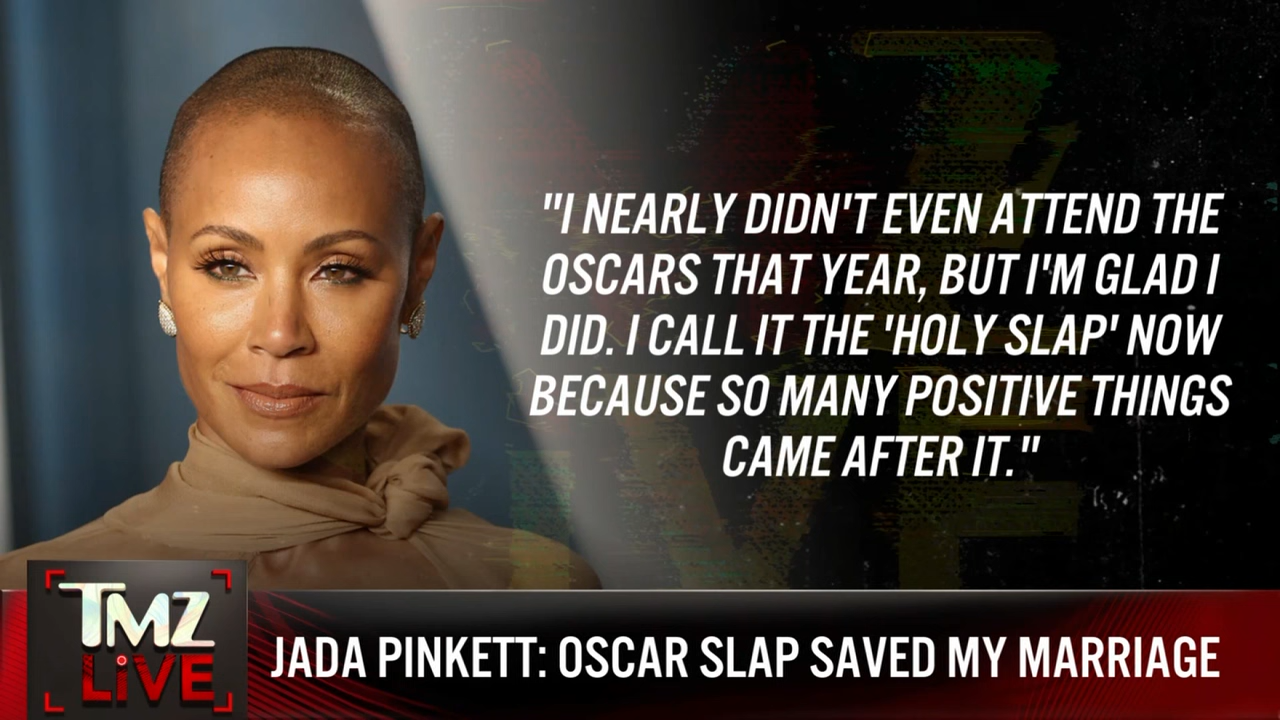 "I NEARLY DIDN'T EVEN ATTEND THE
OSCARS THAT YEAR, BUT I'M GLAD I
DID. I CALL IT THE 'HOLY SLAP' NOW
BECAUSE SO MANY POSITIVE THINGS
CAME AFTER IT."
TMZ
LiVE
JADA PINKETT: OSCAR SLAP SAVED MY MARRIAGE